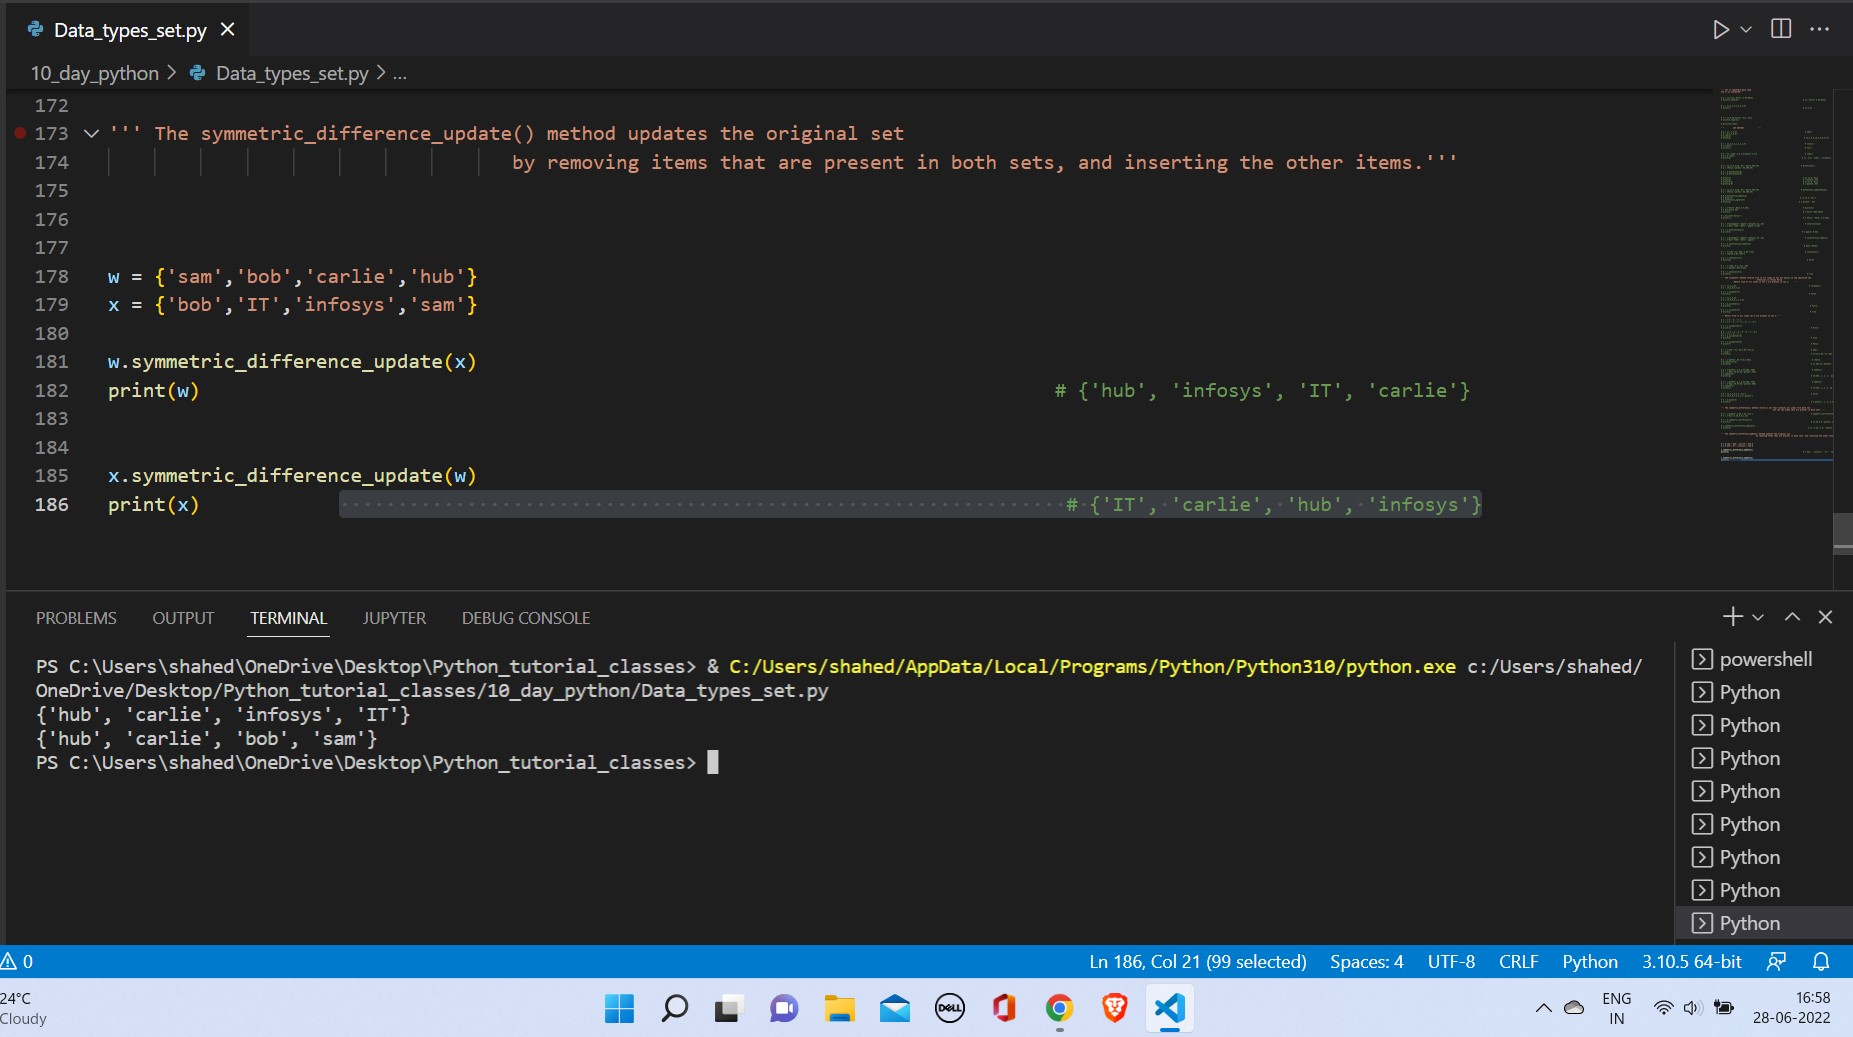 Data_types_set.py
10_day_python > Data_types_set.py > ...
172
173 ''' The symmetric_difference_update() method updates the original set
174 by removing items that are present in both sets, and inserting the other items.'''
175
176
177
178 w = {'sam','bob','carlie','hub'}
179 x = {'bob','IT','infosys','sam'}
180
181 w.symmetric_difference_update(x)
182 print(w) # {'hub', 'infosys', 'IT', 'carlie'}
183
184
185 x.symmetric_difference_update(w)
186 print(x) # {'IT', 'carlie', 'hub', 'infosys'}
PROBLEMS OUTPUT TERMINAL JUPYTER DEBUG CONSOLE
PS C:\Users\shahed\OneDrive\Desktop\Python_tutorial_classes> & C:/Users/shahed/AppData/Local/Programs/Python/Python310/python.exe c:/Users/shahed/
OneDrive/Desktop/Python_tutorial_classes/10_day_python/Data_types_set.py
{'hub', 'carlie', 'infosys', 'IT'}
{'hub', 'carlie', 'bob', 'sam'}
PS C:\Users\shahed\OneDrive\Desktop\Python_tutorial_classes>
powershell
Python
Python
Python
Python
Python
Python
Python
Python
0 Ln 186, Col 21 (99 selected) Spaces: 4 UTF-8 CRLF Python 3.10.5 64-bit
24°C
Cloudy
DELL
ENG
IN
16:58
28-06-2022